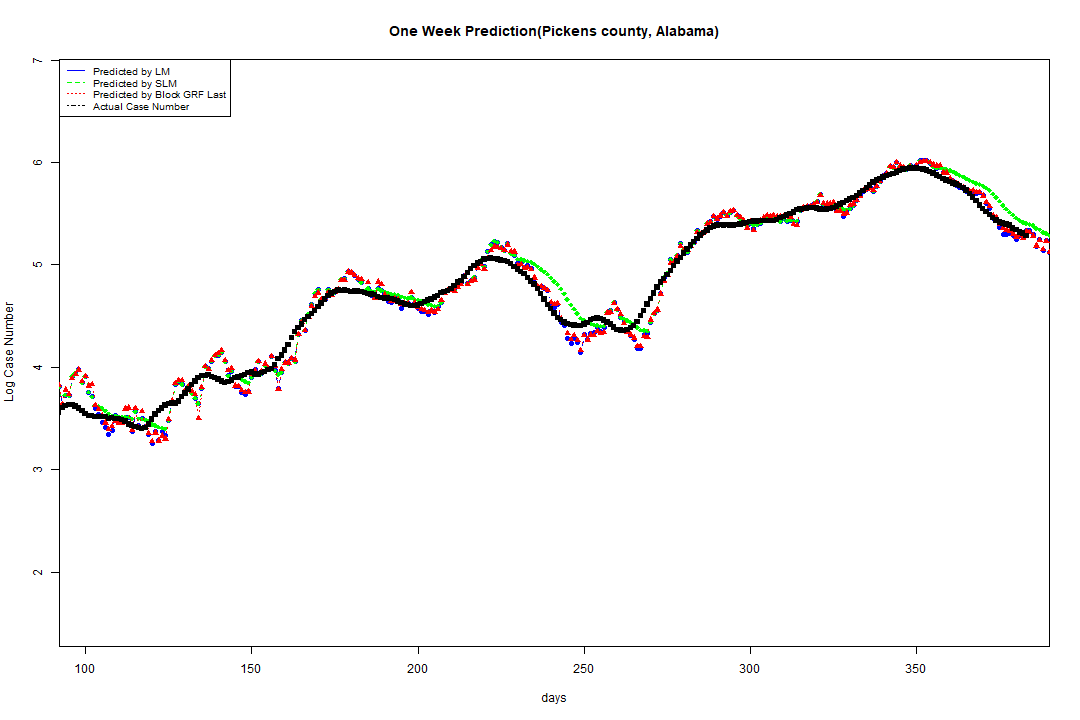 One Week Prediction(Pickens county, Alabama)
7
Predicted by LM
Predicted by SLM
Predicted by Block GRF Last
Actual Case Number
6
5
4
3
2
Log Case Number
100 150 200 250 300 350
days